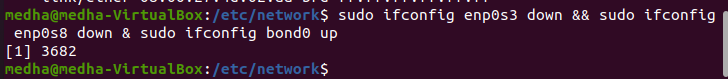 medha@medha-VirtualBox:/etc/network$ sudo ifconfig enp0s3 down && sudo ifconfig
 enp0s8 down & sudo ifconfig bond0 up
[1] 3682
medha@medha-VirtualBox:/etc/network$